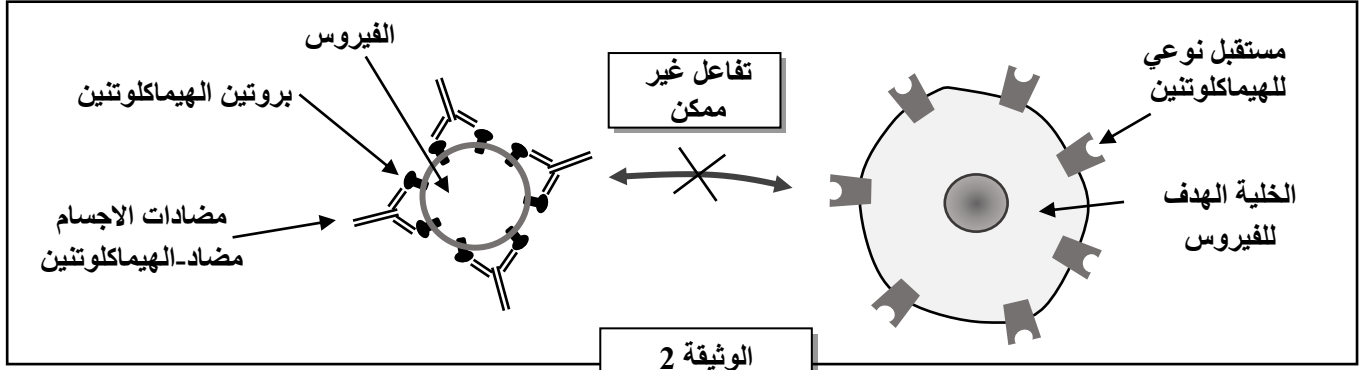 الفيروس
بروتين الهيماكلوتنين
مضادات الاجسام
مضاد-الهيماكلوتنين
تفاعل غير
ممكن
مستقبل نوعي
للهيماكلوتنين
الخلية الهدف
للفيروس
الوثيقة 2